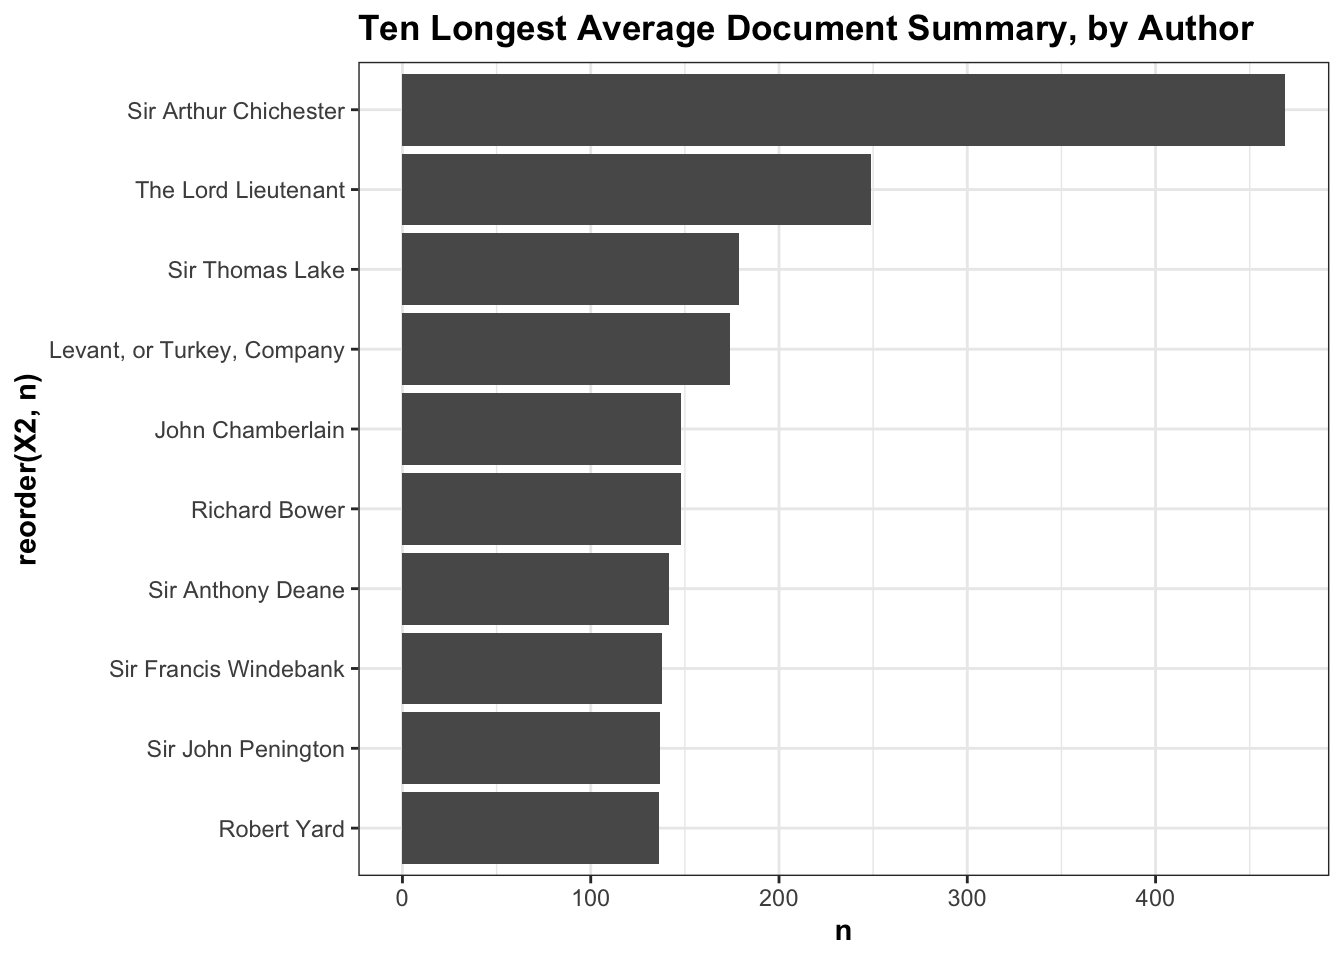 Ten Longest Average Document Summary, by Author
reorder(X2, n)
Sir Arthur Chichester
The Lord Lieutenant
Sir Thomas Lake
Levant, or Turkey, Company
John Chamberlain
Richard Bower
Sir Anthony Deane
Sir Francis Windebank
Sir John Penington
Robert Yard
0 100 200 300 400
n